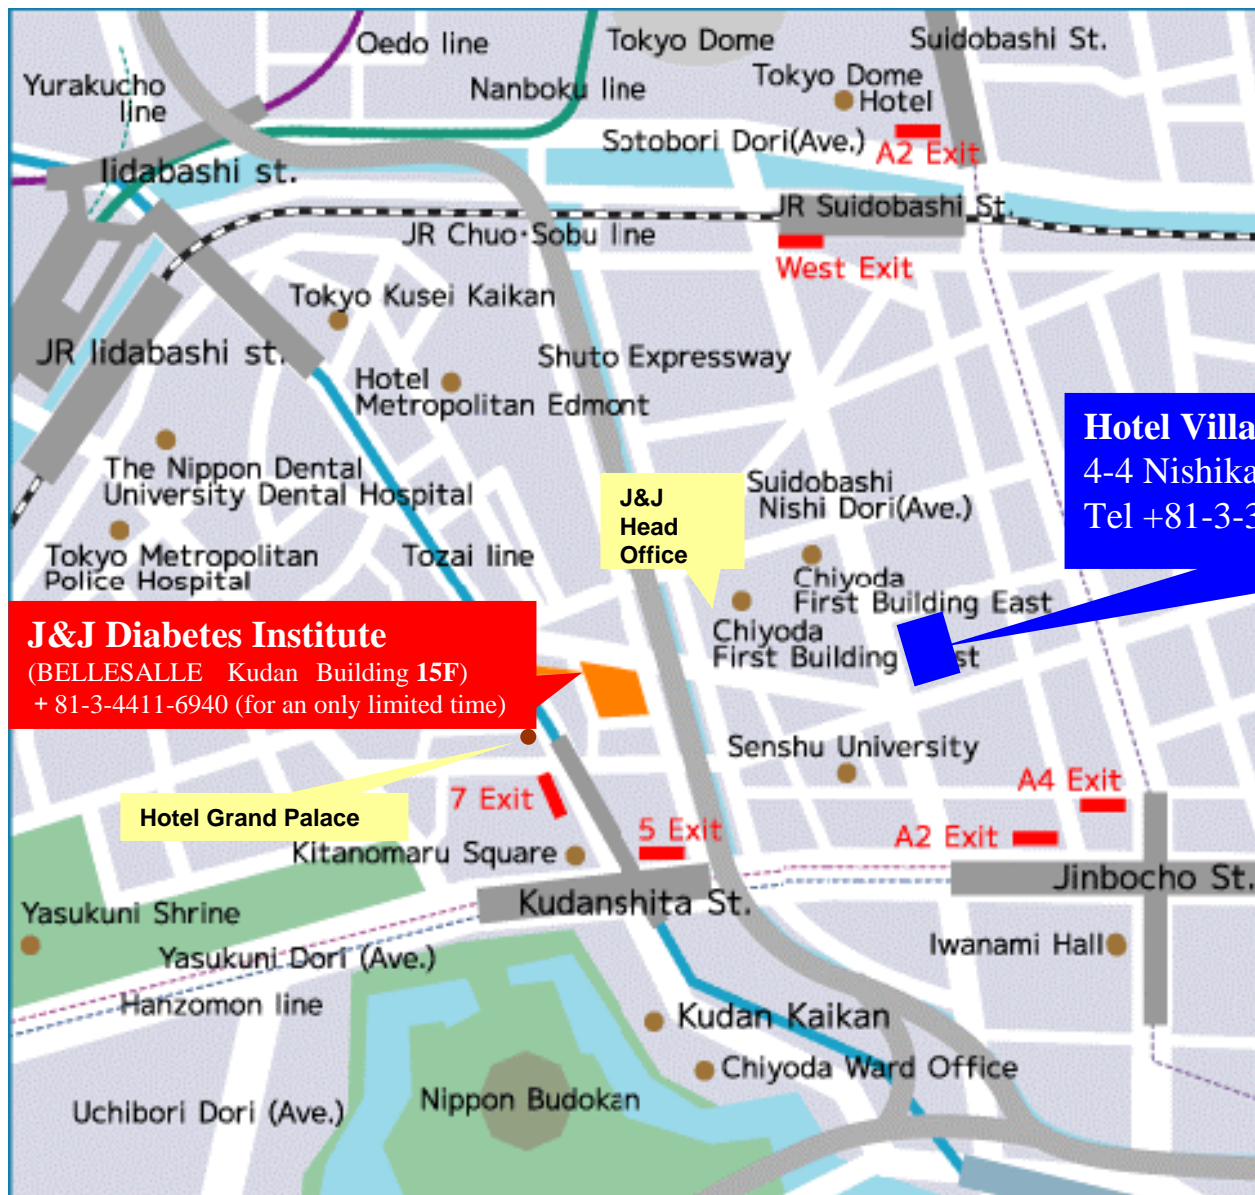 Oedo line
Tokyo Dome
Suidobashi St.
Yurakucho
line
Nanboku line
Tokyo Dome
Hotel
Sotobori Dori(Ave.)
A2 Exit
Iidabashi st.
JR Suidobashi St.
JR Chuo·Sobu line
West Exit
Tokyo Kusei Kaikan
JR Iidabashi st.
Shuto Expressway
Hotel
Metropolitan Edmont
Hotel Villa
4-4 Nishika
Tel +81-3-3
The Nippon Dental
University Dental Hospital
J&J
Head
Office
Suidobashi
Nishi Dori(Ave.)
Tokyo Metropolitan
Police Hospital
Tozai line
Chiyoda
First Building East
J&J Diabetes Institute
(BELLESALLE Kudan Building 15F)
+ 81-3-4411-6940 (for an only limited time)
Chiyoda
First Building st
Senshu University
Hotel Grand Palace
7 Exit
A4 Exit
5 Exit
A2 Exit
Kitanomaru Square
Jinbocho St.
Kudanshita St.
Yasukuni Shrine
Yasukuni Dori (Ave.)
Iwanami Hall
Hanzomon line
Kudan Kaikan
Chiyoda Ward Office
Nippon Budokan
Uchibori Dori (Ave.)